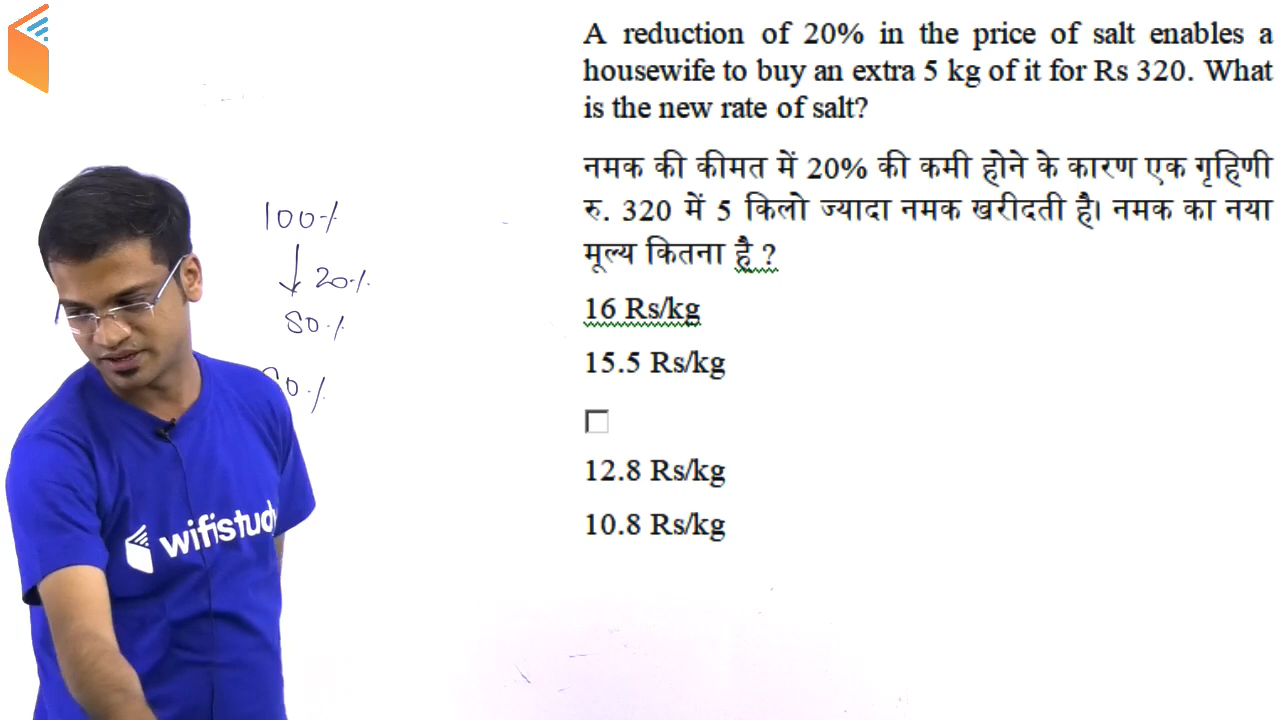 A reduction of 20% in the price of salt enables a
housewife to buy an extra 5 kg of it for Rs 320. What
is the new rate of salt?
नमक की कीमत में 20% की कमी होने के कारण एक गृहिणी
रु. 320 में 5 किलो ज्यादा नमक खरीदती है। नमक का नया
मूल्य कितना है ?
16 Rs/kg
15.5 Rs/kg
12.8 Rs/kg
10.8 Rs/kg
100%
20%
80%
wifistudy